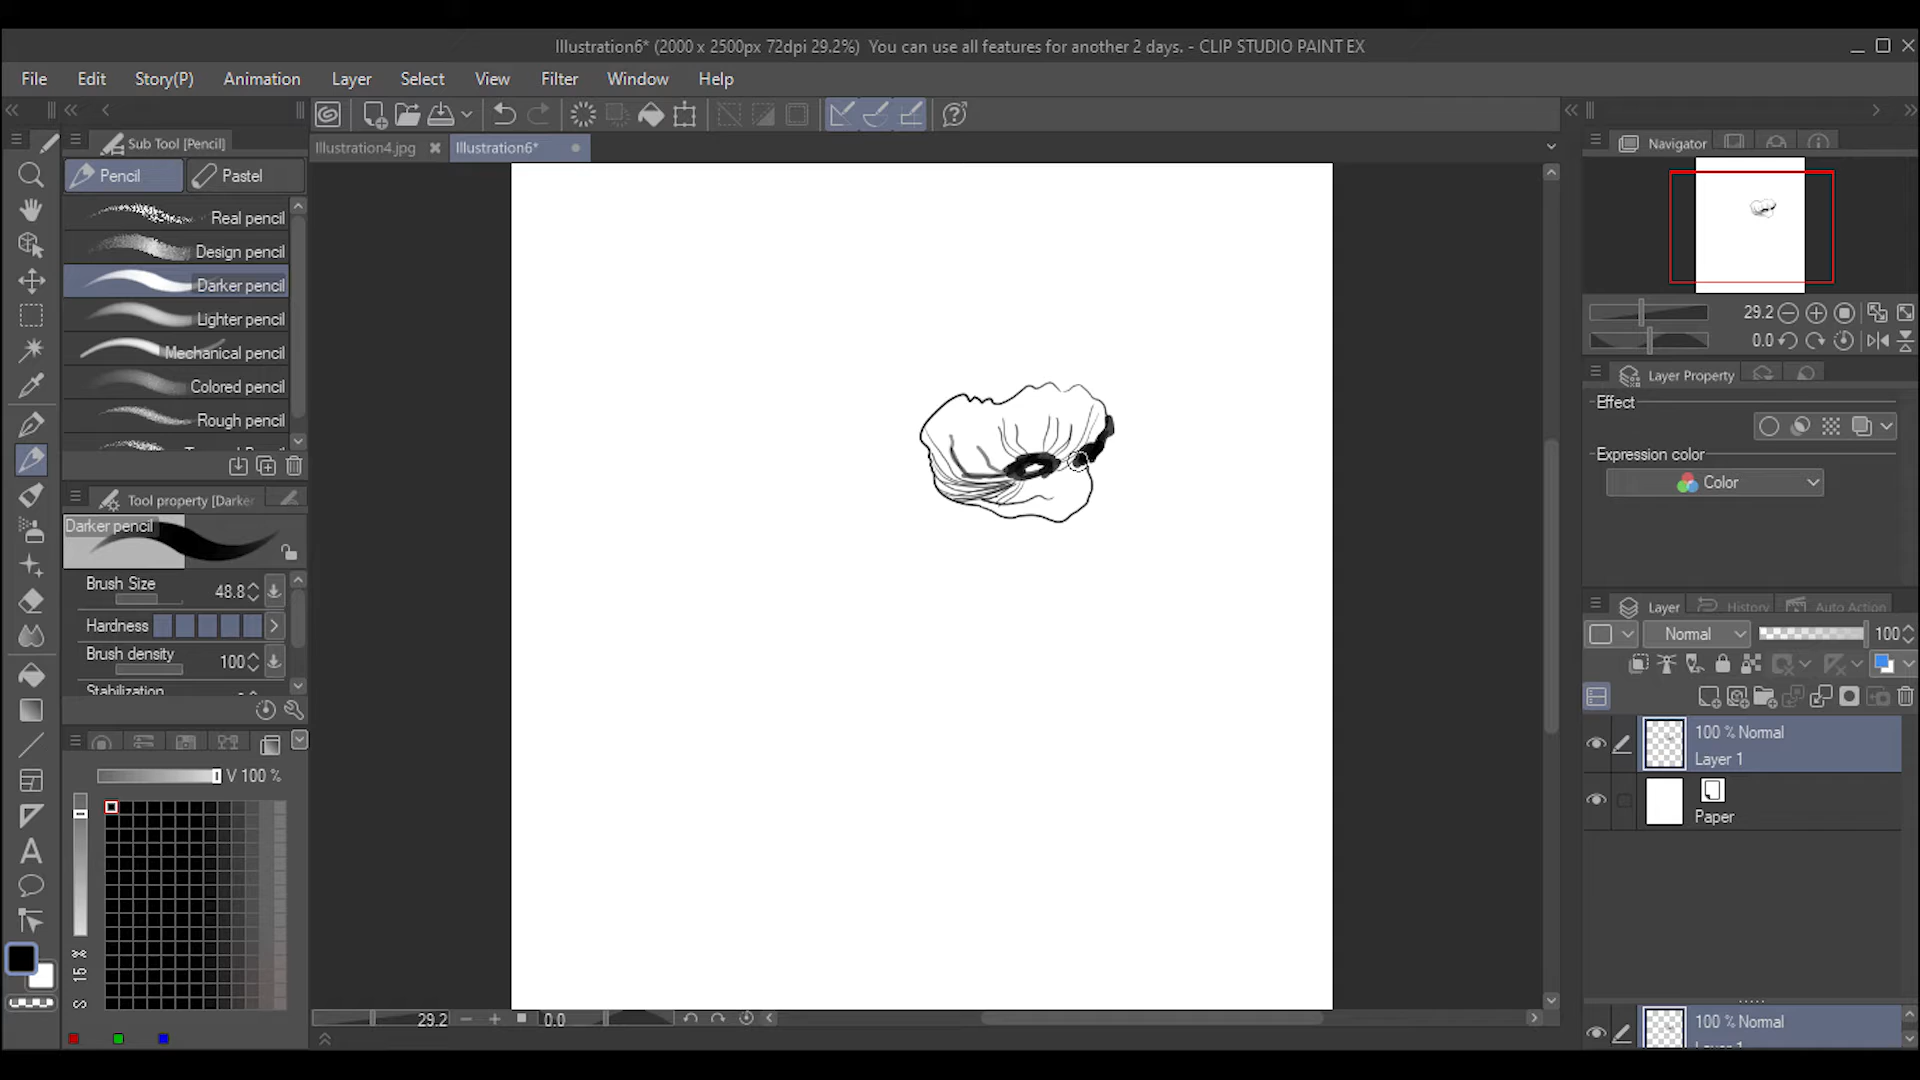 Illustration6* (2000 x 2500px 72dpi 29.2%) You can use all features for another 2 days. - CLIP STUDIO PAINT EX
File Edit Story(P) Animation Layer Select View Filter Window Help
Sub Tool [Pencil]
Pencil Pastel
Real pencil
Design pencil
Darker pencil
Lighter pencil
Mechanical pencil
Colored pencil
Rough pencil
Tool property [Darker
Darker pencil
Brush Size 48.8
Hardness
Brush density 100
Stabilization
V 100 %
15
Illustration4.jpg Illustration6*
29.2 0.0
Navigator
29.2
0.0
Layer Property
Effect
Expression color
Color
Layer History Auto Action
Normal 100
100 % Normal
Layer 1
Paper
100 % Normal
Layer 1